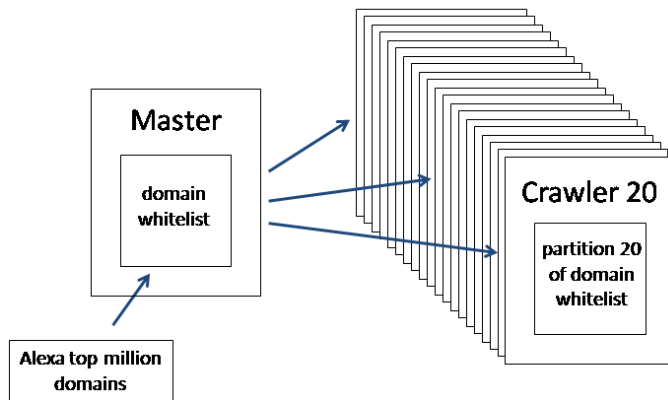 Master
domain
whitelist
Alexa top million
domains
Crawler 20
partition 20
of domain
whitelist